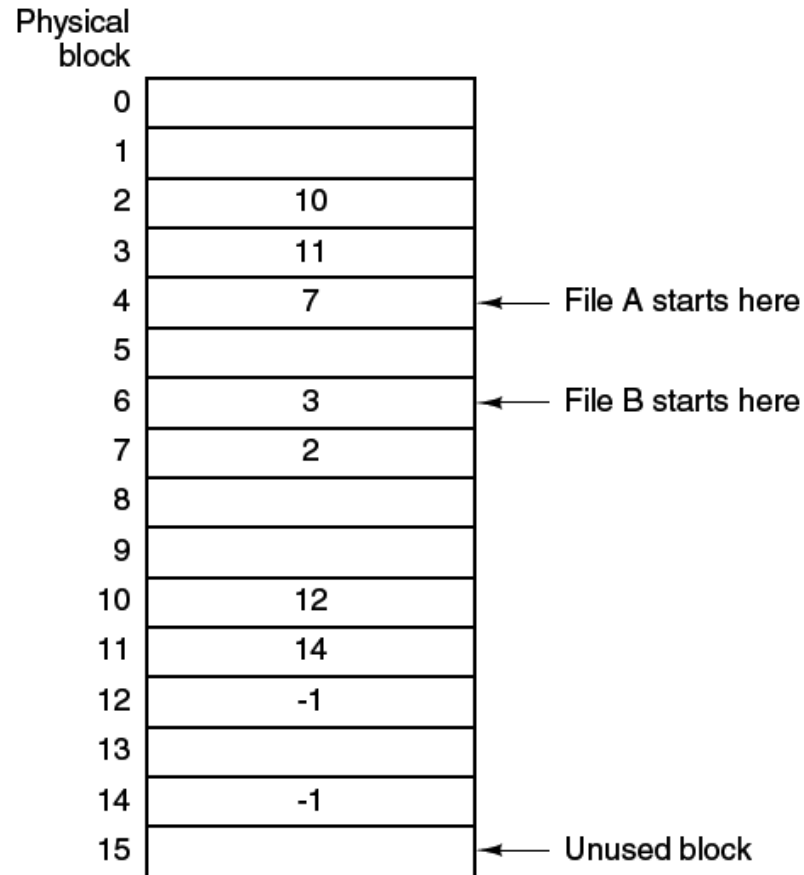 Physical
block
0
1
2 10
3 11
4 7 File A starts here
5
6 3 File B starts here
7 2
8
9
10 12
11 14
12 -1
13
14 -1
15 Unused block